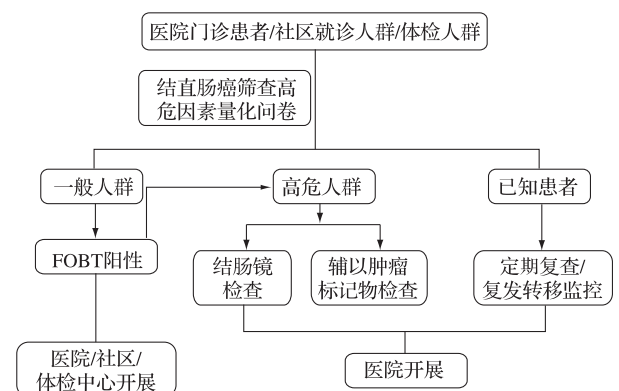 医院门诊患者/社区就诊人群/体检人群
结直肠癌筛查高
危因素量化问卷
一般人群
高危人群
已知患者
FOBT阳性
结肠镜
检查
辅以肿瘤
标记物检查
定期复查/
复发转移监控
医院/社区/
体检中心开展
医院开展